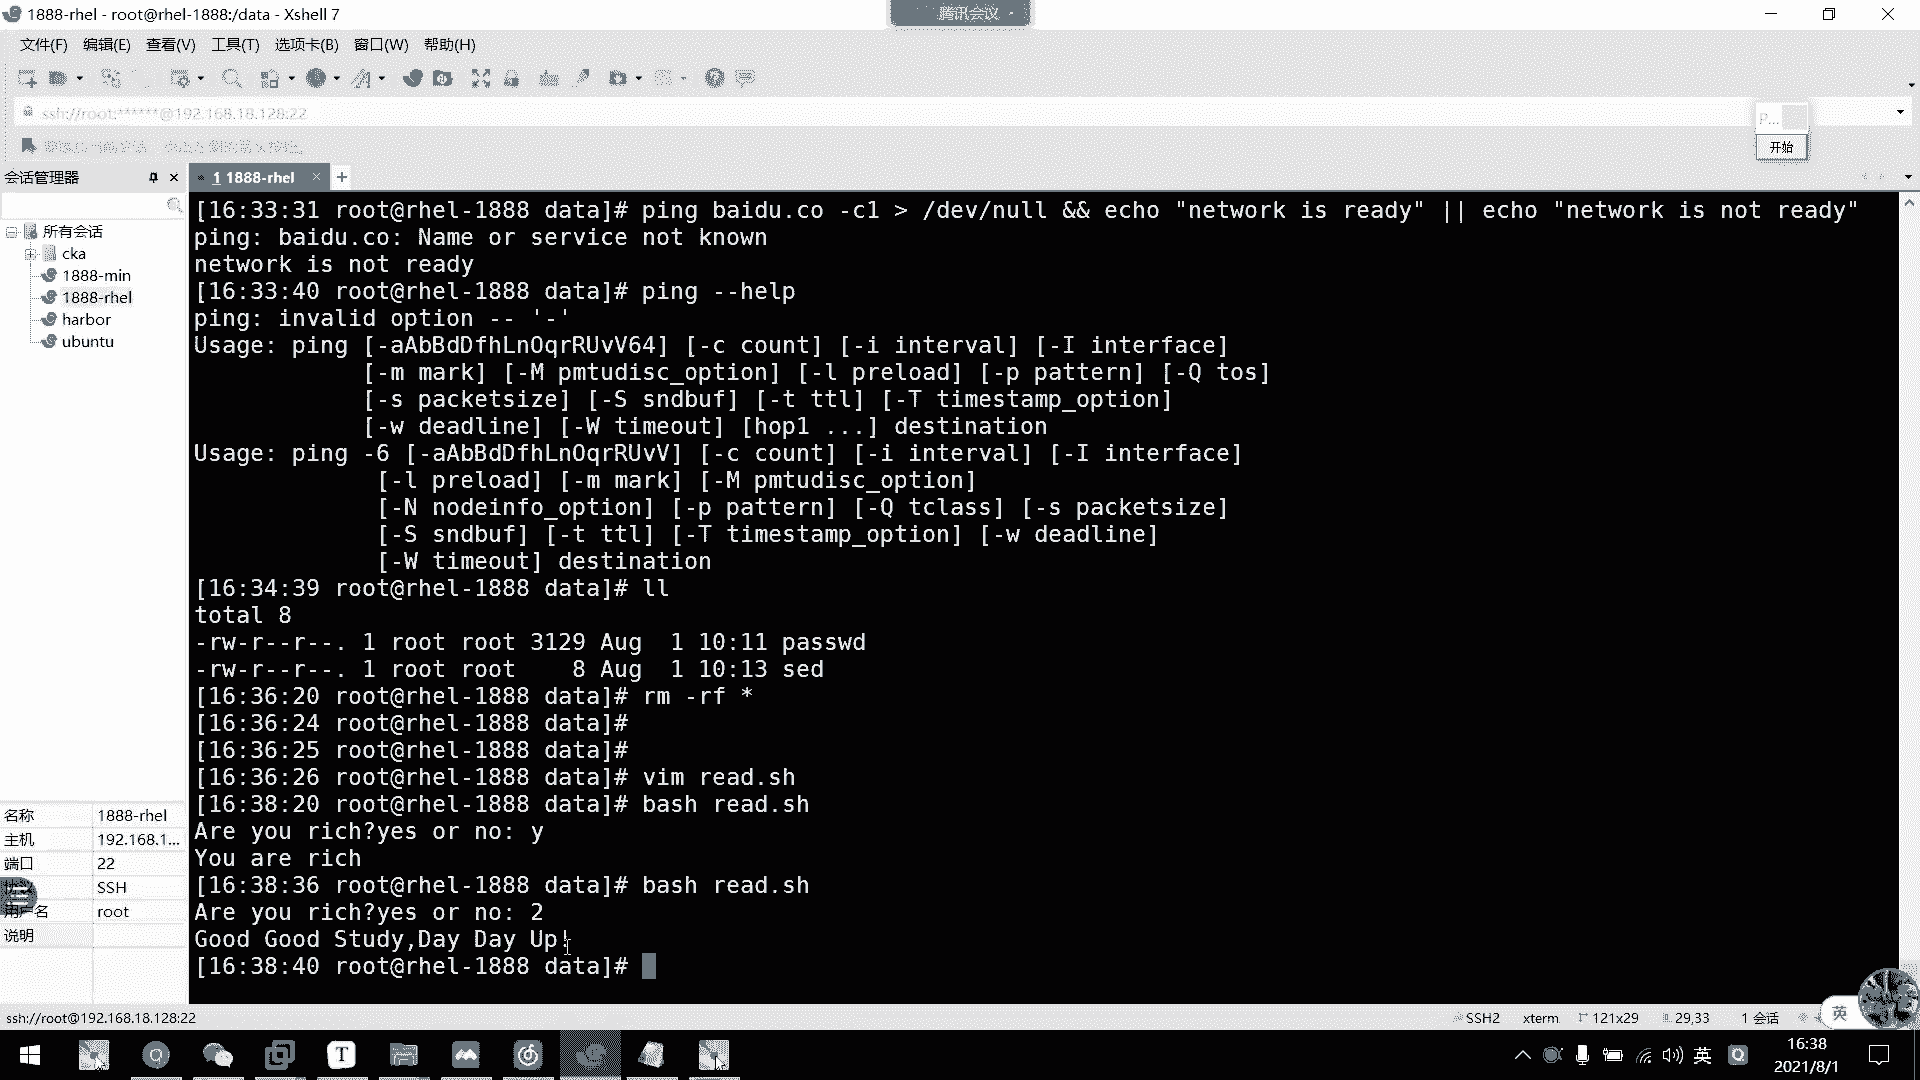 1888-rhel - root@rhel-1888:/data - Xshell 7
腾讯会议
文件(F) 编辑(E) 查看(V) 工具(T) 选项卡(B) 窗口(W) 帮助(H)
ssh://root:******@192.168.18.128:22
P...
开始
会话管理器
1 1888-rhel
所有会话
cka
1888-min
1888-rhel
harbor
ubuntu
[16:33:31 root@rhel-1888 data]# ping baidu.co -c1 > /dev/null && echo "network is ready" || echo "network is not ready"
ping: baidu.co: Name or service not known
network is not ready
[16:33:40 root@rhel-1888 data]# ping --help
ping: invalid option -- '-'
Usage: ping [-aAbBdDfhLnOqrRUvV64] [-c count] [-i interval] [-I interface]
[-m mark] [-M pmtudisc_option] [-l preload] [-p pattern] [-Q tos]
[-s packetsize] [-S sndbuf] [-t ttl] [-T timestamp_option]
[-w deadline] [-W timeout] [hop1 ...] destination
Usage: ping -6 [-aAbBdDfhLnOqrRUvV] [-c count] [-i interval] [-I interface]
[-l preload] [-m mark] [-M pmtudisc_option]
[-N nodeinfo_option] [-p pattern] [-Q tclass] [-s packetsize]
[-S sndbuf] [-t ttl] [-T timestamp_option] [-w deadline]
[-W timeout] destination
[16:34:39 root@rhel-1888 data]# ll
total 8
-rw-r--r--. 1 root root 3129 Aug  1 10:11 passwd
-rw-r--r--. 1 root root    8 Aug  1 10:13 sed
[16:36:20 root@rhel-1888 data]# rm -rf *
[16:36:24 root@rhel-1888 data]#
[16:36:25 root@rhel-1888 data]#
[16:36:26 root@rhel-1888 data]# vim read.sh
[16:38:20 root@rhel-1888 data]# bash read.sh
Are you rich?yes or no: y
You are rich
[16:38:36 root@rhel-1888 data]# bash read.sh
Are you rich?yes or no: 2
Good Good Study,Day Day Up!
[16:38:40 root@rhel-1888 data]#
名称 1888-rhel
主机 192.168.1...
端口 22
SSH
用户名 root
说明
ssh://root@192.168.18.128:22
SSH2 xterm 121x29 29,33 1 会话
英
英
16:38
2021/8/1